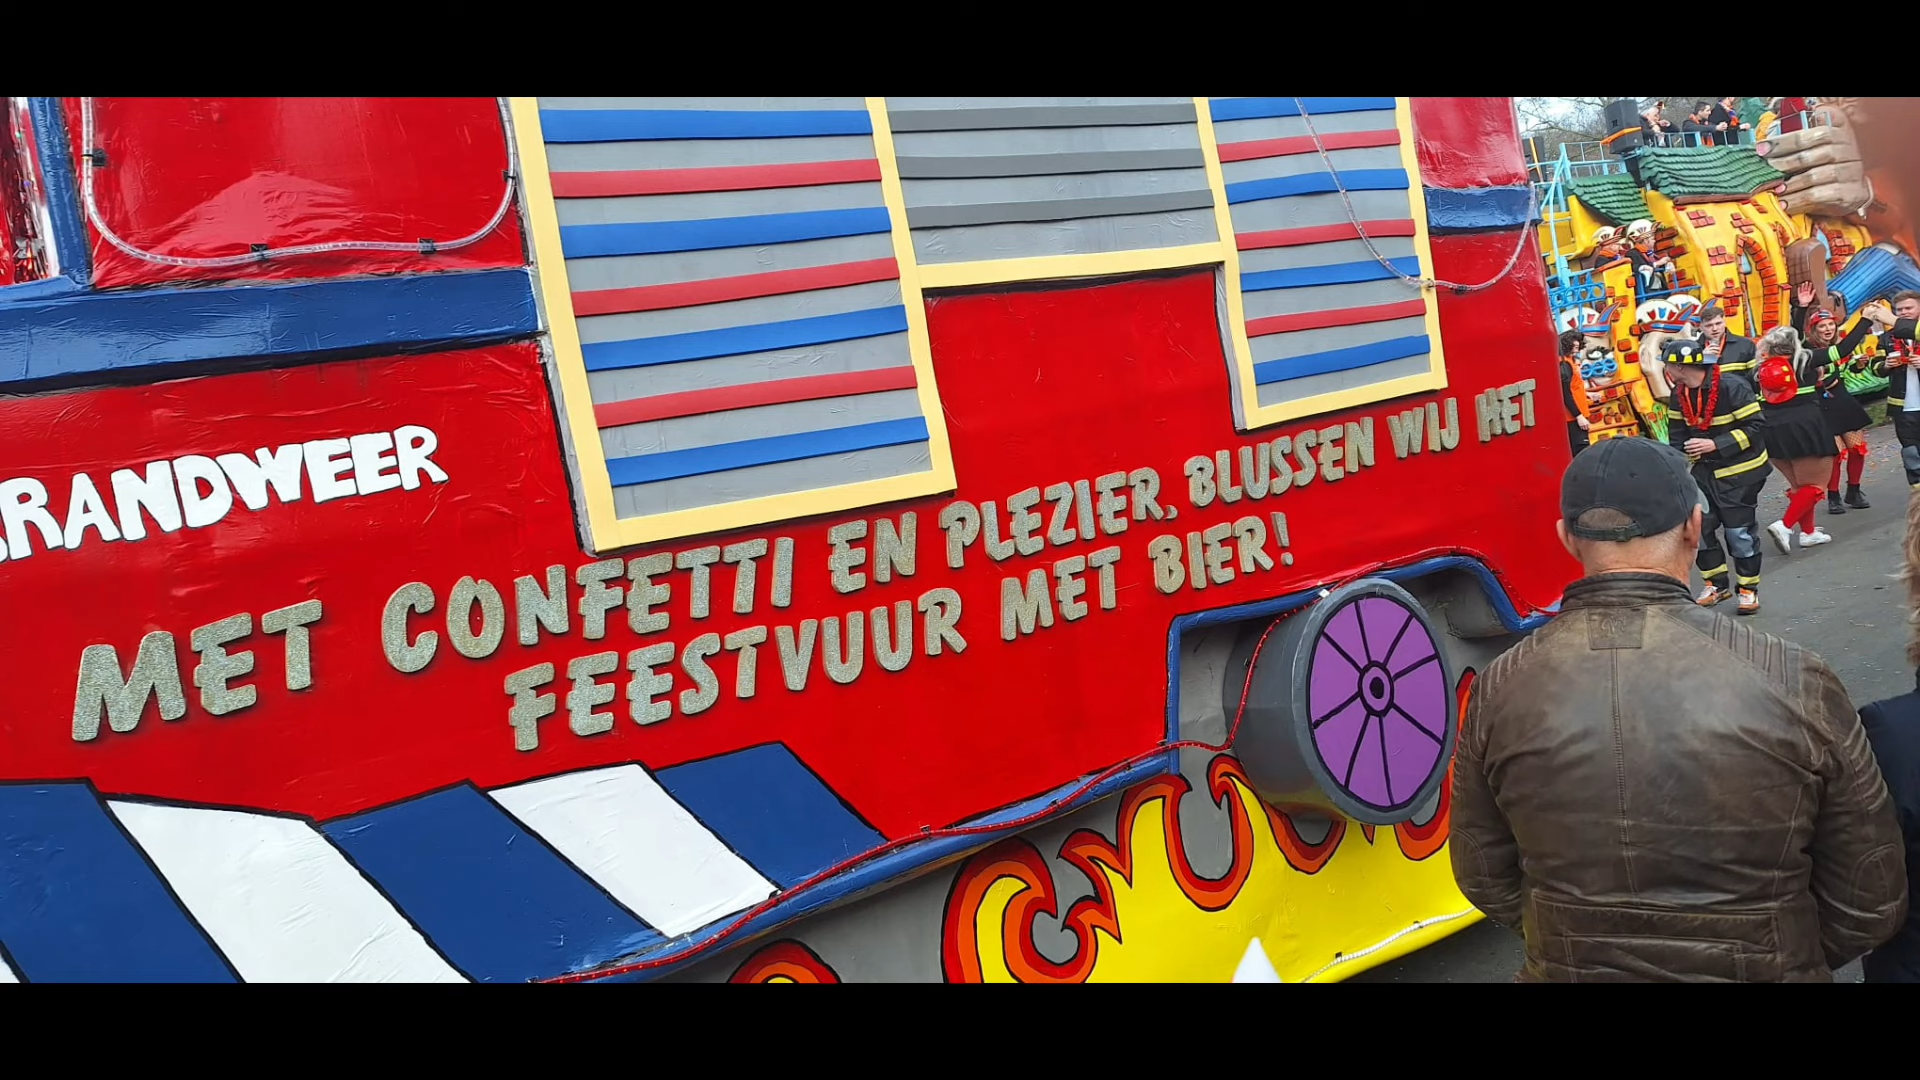 BRANDWEER
MET CONFETTI EN PLEZIER, BLUSSEN WIJ HET
FEESTVUUR MET BIER!